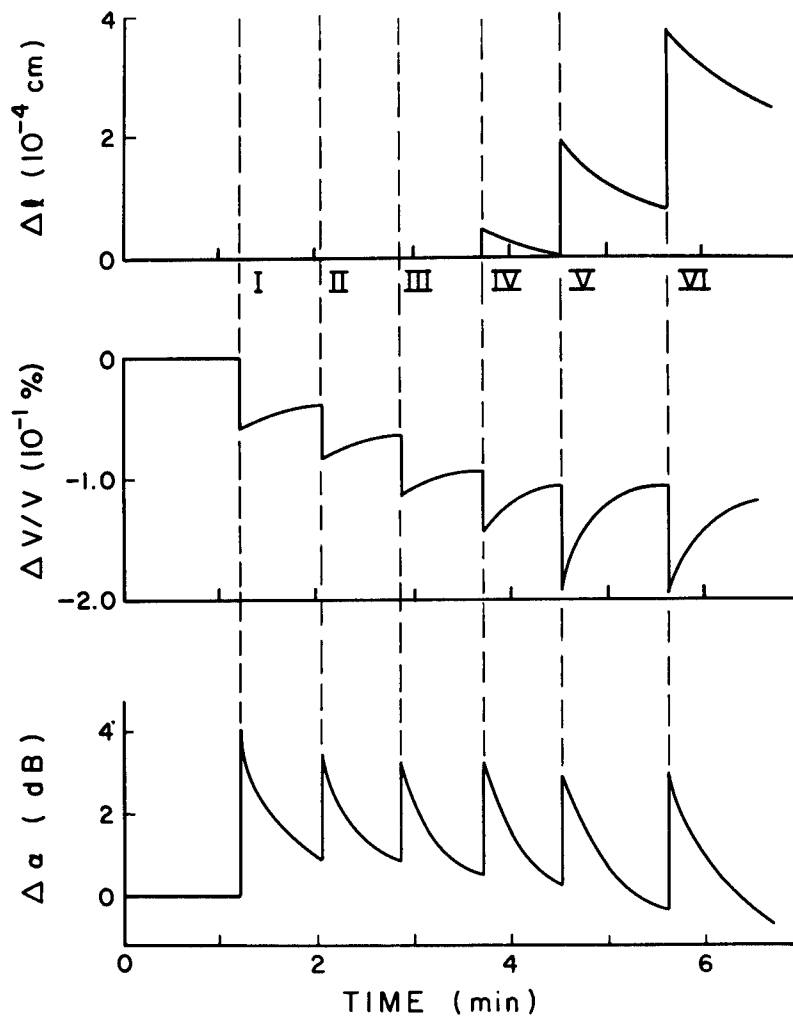 Δℓ (10⁻⁴ cm)
4
2
0
I II III IV V VI
ΔV/V (10⁻¹ %)
0
-1.0
-2.0
Δα (dB)
4
2
0
0 2 4 6
TIME (min)